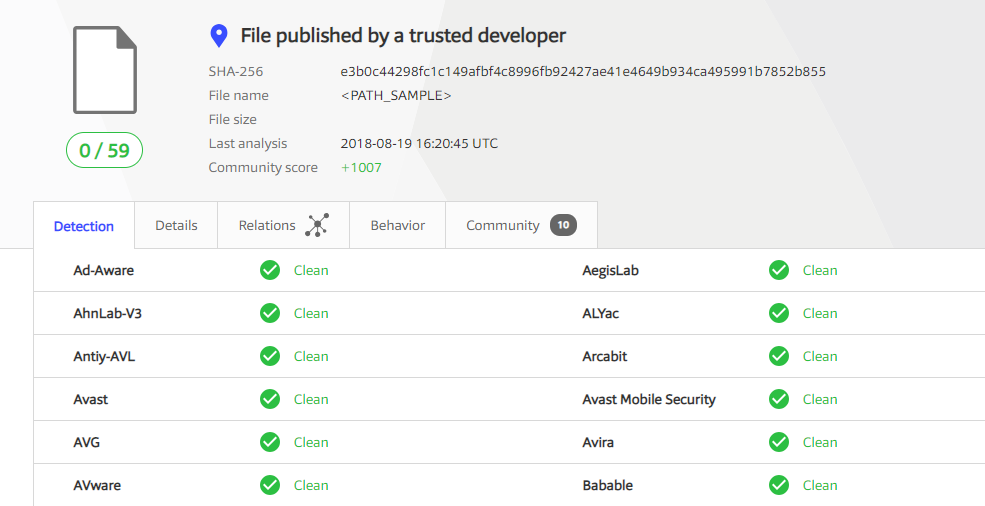 File published by a trusted developer
SHA-256 e3b0c44298fc1c149afbf4c8996fb92427ae41e4649b934ca495991b7852b855
File name <PATH_SAMPLE>
File size
0 / 59
Last analysis 2018-08-19 16:20:45 UTC
Community score +1007
Detection Details Relations Behavior Community 10
Ad-Aware Clean AegisLab Clean
AhnLab-V3 Clean ALYac Clean
Antiy-AVL Clean Arcabit Clean
Avast Clean Avast Mobile Security Clean
AVG Clean Avira Clean
AVware Clean Babable Clean